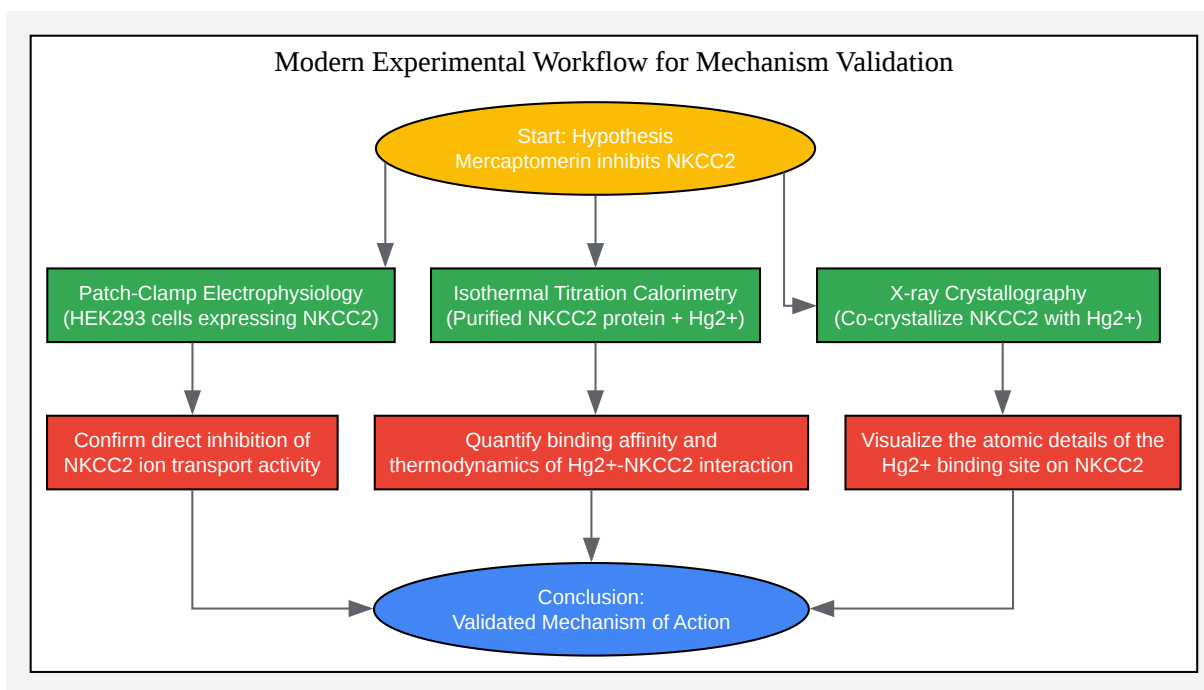 Modern Experimental Workflow for Mechanism Validation
Start: Hypothesis
Mercaptomerin inhibits NKCC2
Patch-Clamp Electrophysiology
(HEK293 cells expressing NKCC2)
Isothermal Titration Calorimetry
(Purified NKCC2 protein + Hg2+)
X-ray Crystallography
(Co-crystallize NKCC2 with Hg2+)
Confirm direct inhibition of
NKCC2 ion transport activity
Quantify binding affinity and
thermodynamics of Hg2+-NKCC2 interaction
Visualize the atomic details of the
Hg2+ binding site on NKCC2
Conclusion:
Validated Mechanism of Action